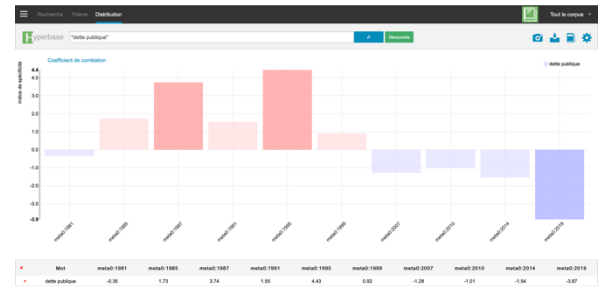 Recherche Thème Distribution Tout le corpus
Hyperbase "dette publique" Découverte
Coefficient de corrélation
dette publique
indice de spécificité
4.4
4.0
3.0
2.0
1.0
0.0
-1.0
-2.0
-3.0
-3.9
meta0:1981 meta0:1985 meta0:1987 meta0:1991 meta0:1995 meta0:1999 meta0:2007 meta0:2010 meta0:2014 meta0:2019
Mot meta0:1981 meta0:1985 meta0:1987 meta0:1991 meta0:1995 meta0:1999 meta0:2007 meta0:2010 meta0:2014 meta0:2019
dette publique -0.35 1.73 3.74 1.55 4.43 0.92 -1.28 -1.01 -1.54 -3.87